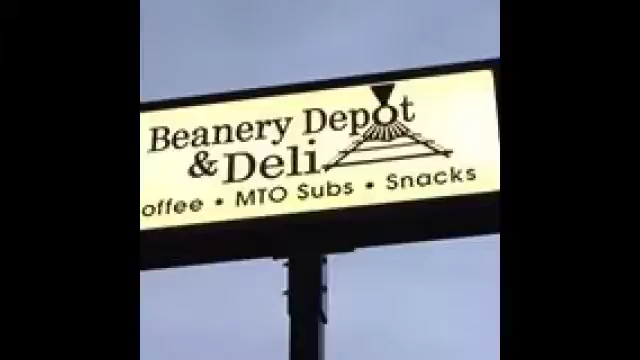 Beanery Depot
& Deli
offee • MTO Subs • Snacks